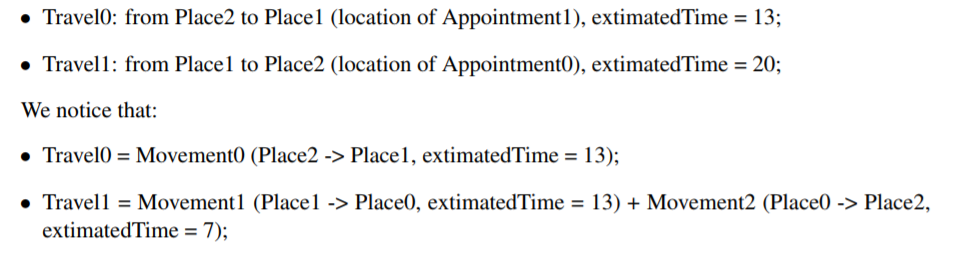 • Travel0: from Place2 to Place1 (location of Appointment1), extimatedTime = 13;
• Travel1: from Place1 to Place2 (location of Appointment0), extimatedTime = 20;
We notice that:
• Travel0 = Movement0 (Place2 -> Place1, extimatedTime = 13);
• Travel1 = Movement1 (Place1 -> Place0, extimatedTime = 13) + Movement2 (Place0 -> Place2,
extimatedTime = 7);